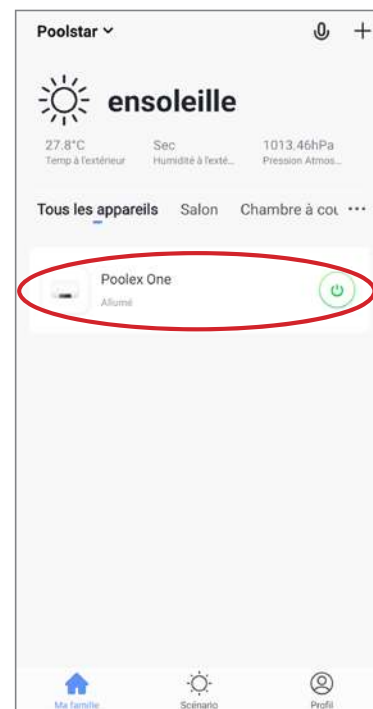 Poolstar
ensoleille
27.8°C Sec 1013.46hPa
Temp à l'extérieur Humidité à l'exté... Pression Atmos...
Tous les appareils Salon Chambre à cou ...
Poolex One
Allumé
Ma famille Scénario Profil